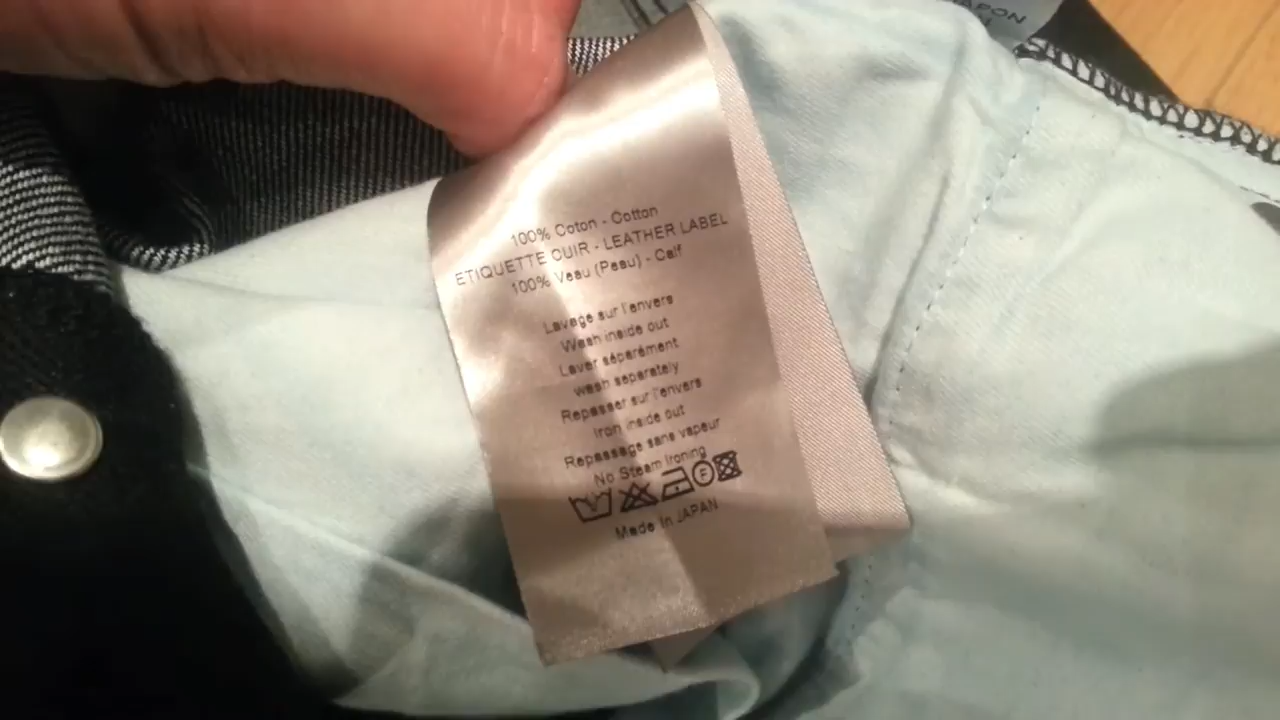 100% Coton - Cotton
ETIQUETTE CUIR - LEATHER LABEL
100% Veau (Peau) - Calf
Lavage sur l'envers
Wash inside out
Laver séparément
wash separately
Repasser sur l'envers
Iron inside out
Repassage sans vapeur
No Steam Ironing
F
Made in JAPAN
JAPON